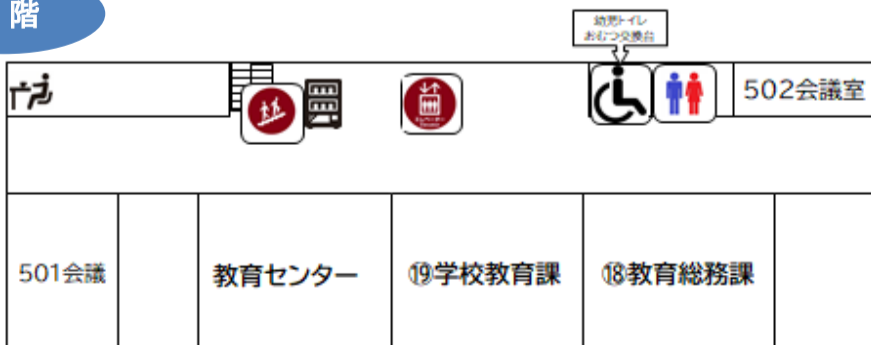 階
幼児トイレ
おむつ交換台
502会議室
501会議
教育センター
⑲学校教育課
⑱教育総務課